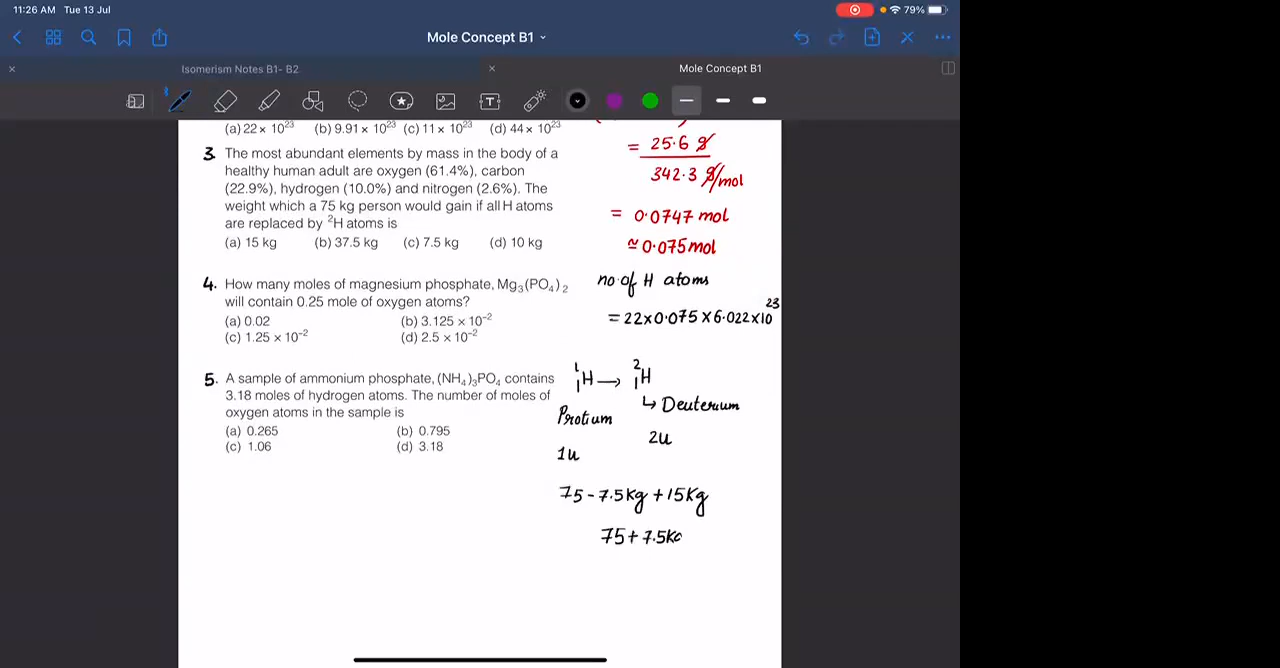 11:26 AM Tue 13 Jul
79%
Mole Concept B1
Isomerism Notes B1- B2
Mole Concept B1
(a) 22 × 10²³ (b) 9.91 × 10²³ (c) 11 × 10²³ (d) 44 × 10²³
3. The most abundant elements by mass in the body of a
healthy human adult are oxygen (61.4%), carbon
(22.9%), hydrogen (10.0%) and nitrogen (2.6%). The
weight which a 75 kg person would gain if all H atoms
are replaced by ²H atoms is
(a) 15 kg (b) 37.5 kg (c) 7.5 kg (d) 10 kg
4. How many moles of magnesium phosphate, Mg₃(PO₄)₂
will contain 0.25 mole of oxygen atoms?
(a) 0.02 (b) 3.125 × 10⁻²
(c) 1.25 × 10⁻² (d) 2.5 × 10⁻²
5. A sample of ammonium phosphate, (NH₄)₃PO₄ contains
3.18 moles of hydrogen atoms. The number of moles of
oxygen atoms in the sample is
(a) 0.265 (b) 0.795
(c) 1.06 (d) 3.18
= 25.6 g
342.3 g/mol
= 0.0747 mol
≃ 0.075 mol
no. of H atoms
= 22 × 0.075 × 6.022 × 10²³
¹₁H → ²₁H
Protium ↳ Deuterium
1u 2u
75 - 7.5 Kg + 15 Kg
75 + 7.5 Kg